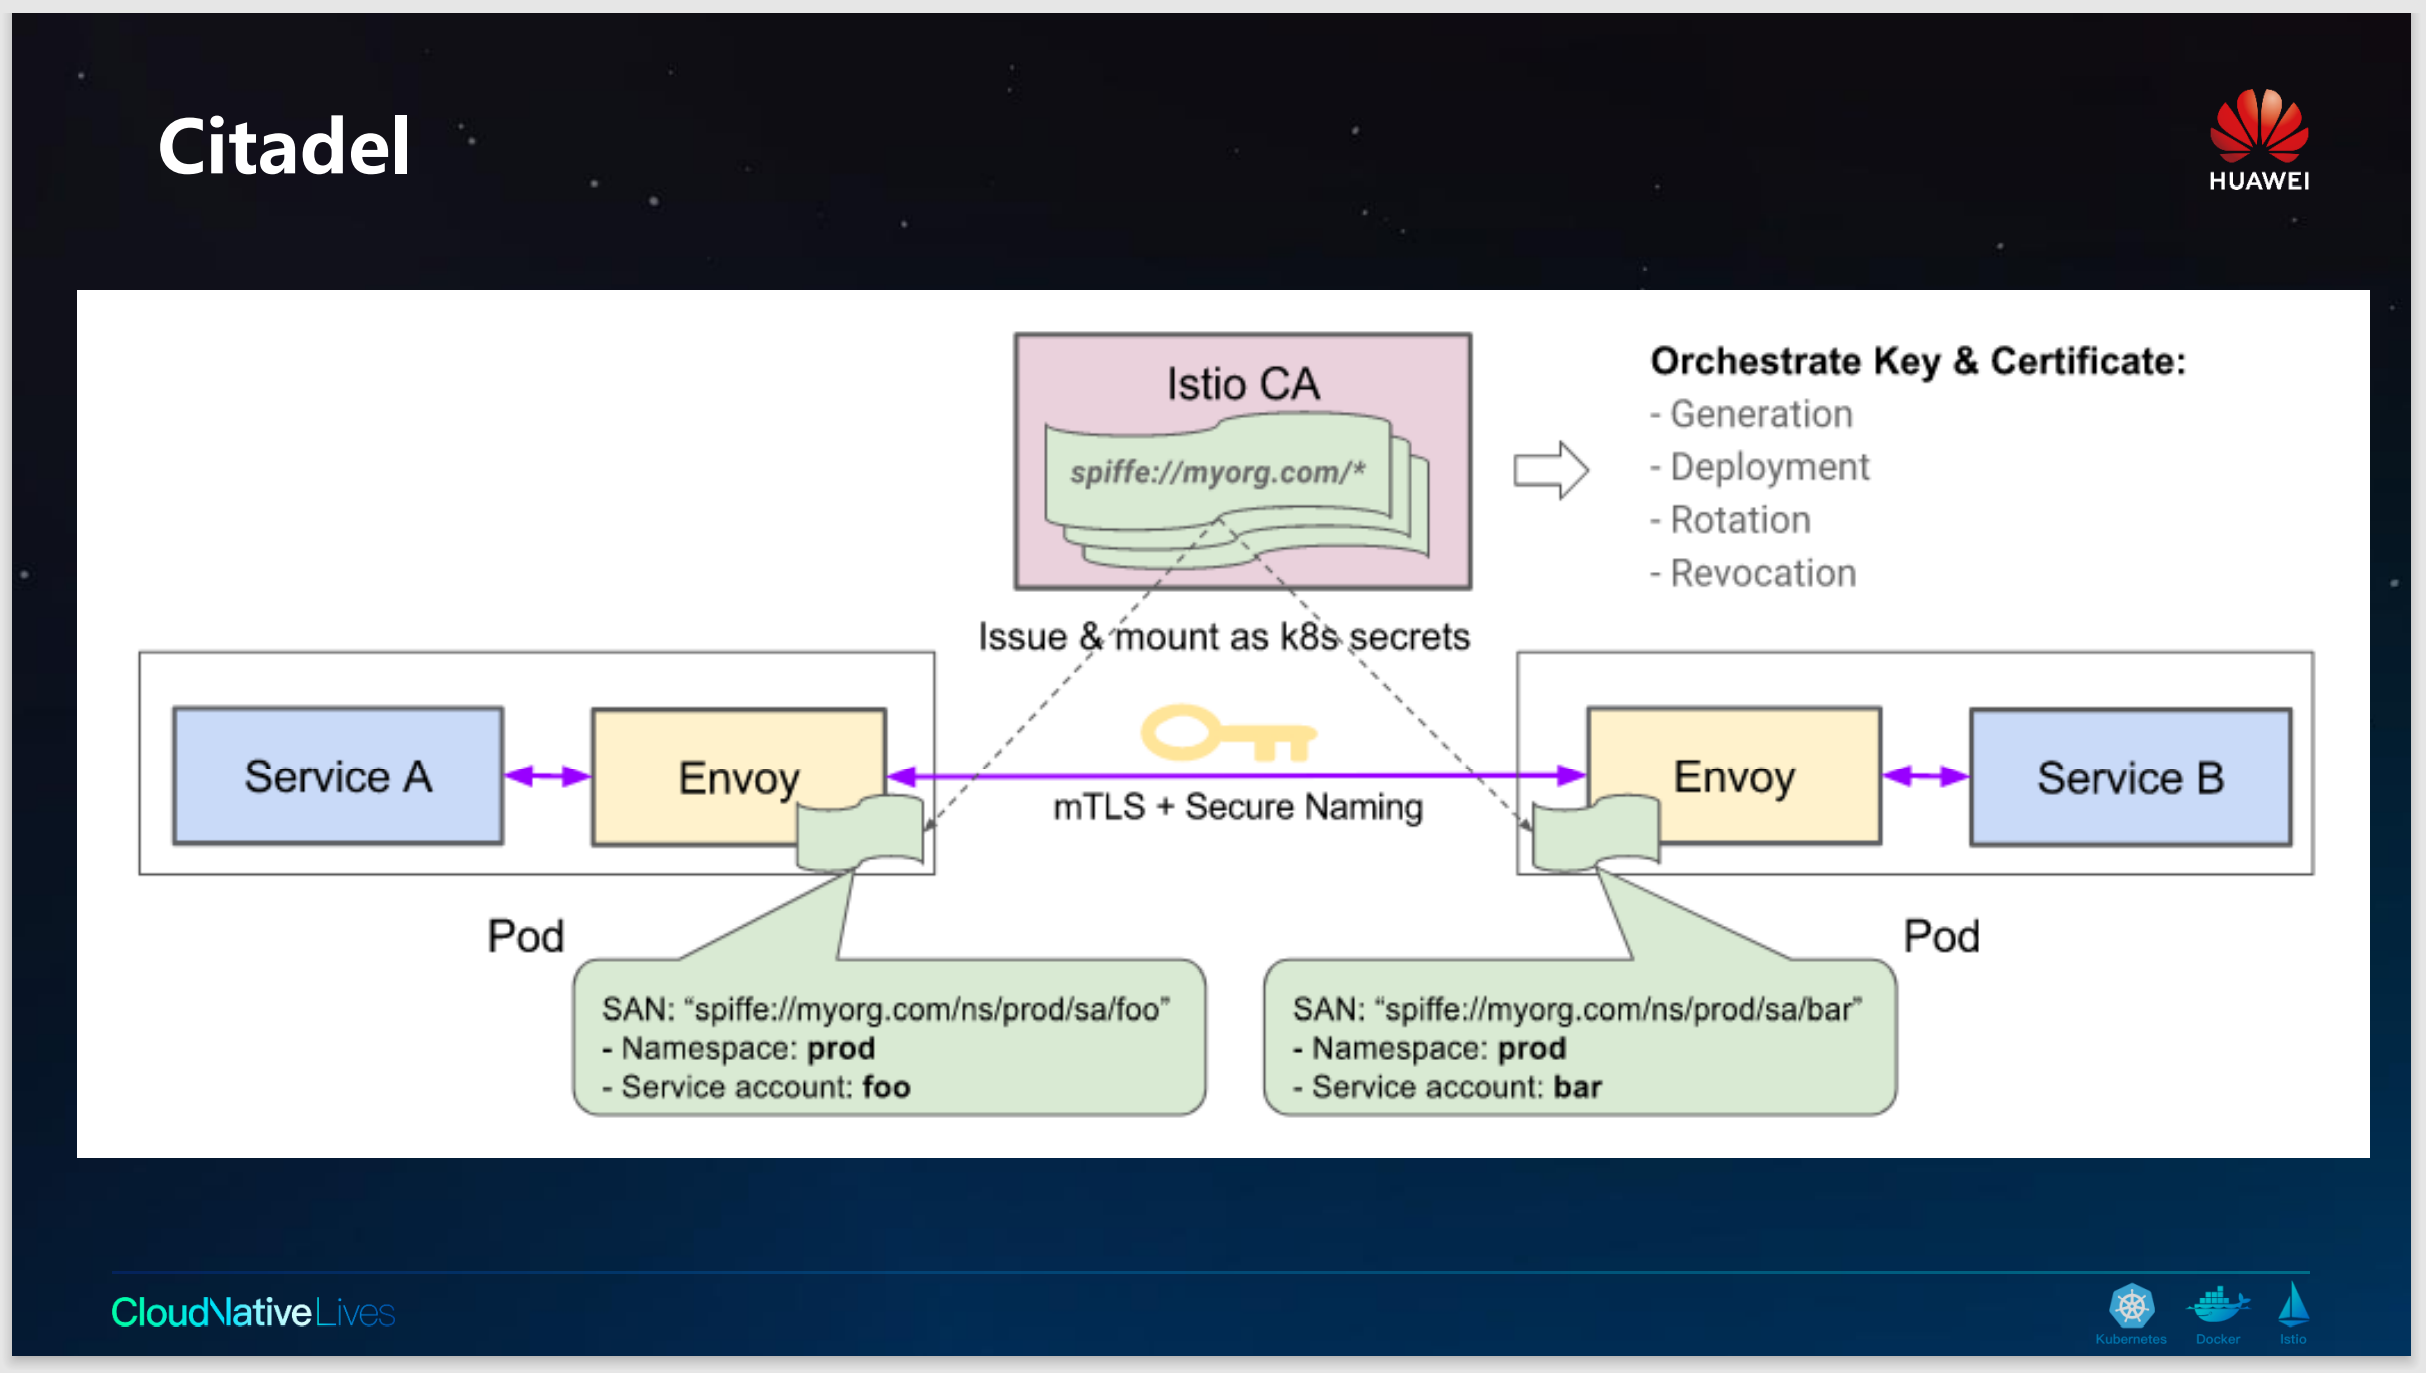 Citadel
HUAWEI
Istio CA
spiffe://myorg.com/*
Orchestrate Key & Certificate:
- Generation
- Deployment
- Rotation
- Revocation
Issue & mount as k8s secrets
Service A
Envoy
mTLS + Secure Naming
Envoy
Service B
Pod
Pod
SAN: “spiffe://myorg.com/ns/prod/sa/foo”
- Namespace: prod
- Service account: foo
SAN: “spiffe://myorg.com/ns/prod/sa/bar”
- Namespace: prod
- Service account: bar
CloudNative Lives
Kubernetes
Docker
Istio